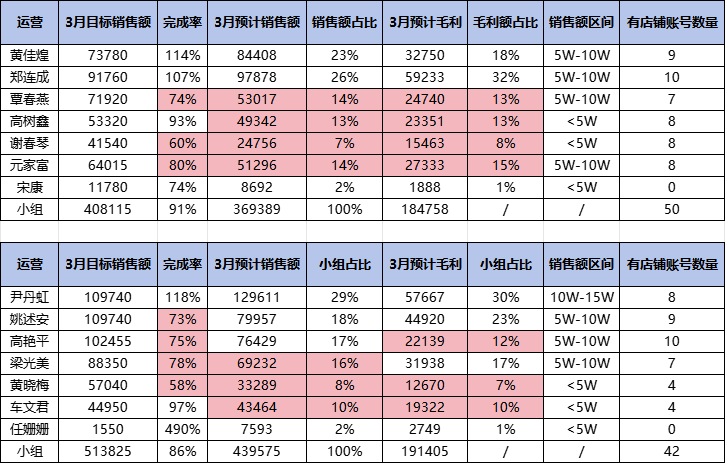 运营 3月目标销售额 完成率 3月预计销售额 销售额占比 3月预计毛利 毛利额占比 销售额区间 有店铺账号数量
黄佳煌 73780 114% 84408 23% 32750 18% 5W-10W 9
郑连成 91760 107% 97878 26% 59233 32% 5W-10W 10
覃春燕 71920 74% 53017 14% 24740 13% 5W-10W 7
高树鑫 53320 93% 49342 13% 23351 13% <5W 8
谢春琴 41540 60% 24756 7% 15463 8% <5W 8
元家富 64015 80% 51296 14% 27333 15% 5W-10W 8
宋康 11780 74% 8692 2% 1888 1% <5W 0
小组 408115 91% 369389 100% 184758 / / 50
运营 3月目标销售额 完成率 3月预计销售额 小组占比 3月预计毛利 小组占比 销售额区间 有店铺账号数量
尹丹虹 109740 118% 129611 29% 57667 30% 10W-15W 8
姚述安 109740 73% 79957 18% 44920 23% 5W-10W 9
高艳平 102455 75% 76429 17% 22139 12% 5W-10W 10
梁光美 88350 78% 69232 16% 31938 17% 5W-10W 7
黄晓梅 57040 58% 33289 8% 12670 7% <5W 4
车文君 44950 97% 43464 10% 19322 10% <5W 4
任姗姗 1550 490% 7593 2% 2749 1% <5W 0
小组 513825 86% 439575 100% 191405 / / 42